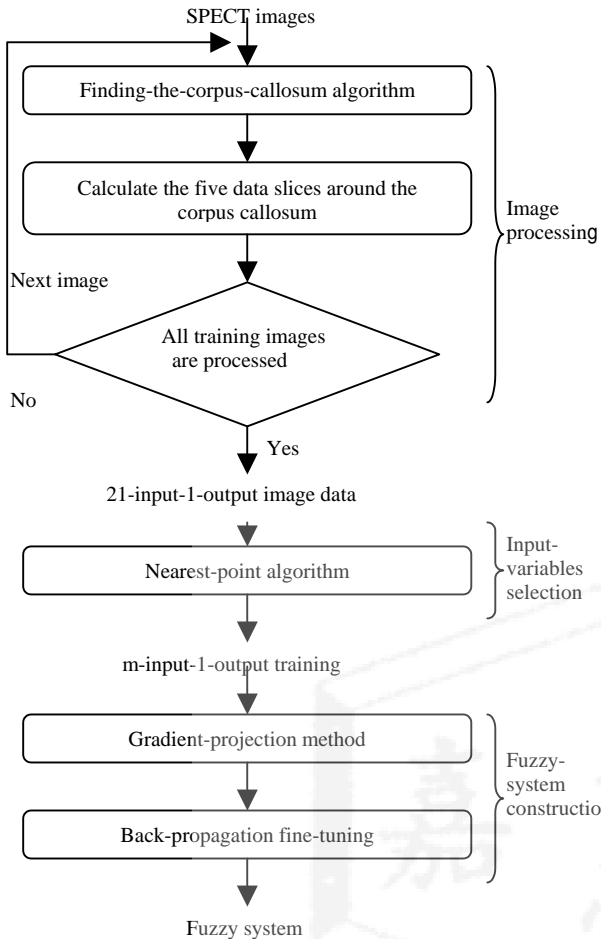 SPECT images
Finding-the-corpus-callosum algorithm
Calculate the five data slices around the
corpus callosum
Image
processing
Next image
All training images
are processed
No
Yes
21-input-1-output image data
Nearest-point algorithm
Input-
variables
selection
m-input-1-output training
Gradient-projection method
Fuzzy-
system
constructio
Back-propagation fine-tuning
Fuzzy system
嘉